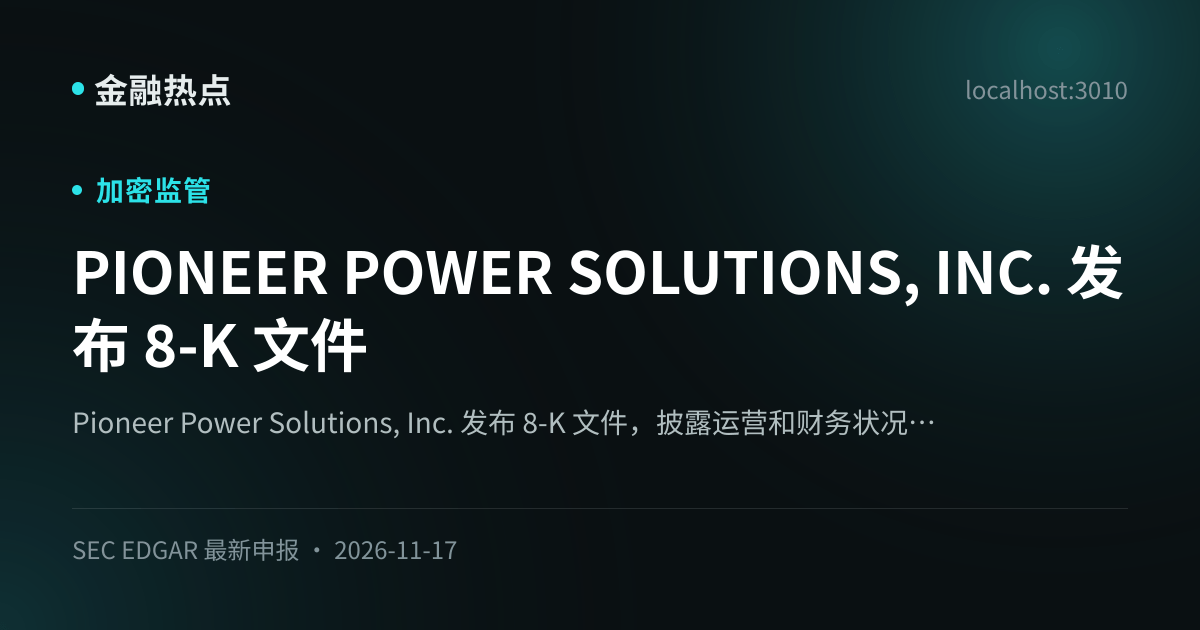 金融热点
localhost:3010
加密监管
PIONEER POWER SOLUTIONS, INC. 发
布 8-K 文件
Pioneer Power Solutions, Inc. 发布 8-K 文件，披露运营和财务状况…
SEC EDGAR 最新申报 · 2026-11-17